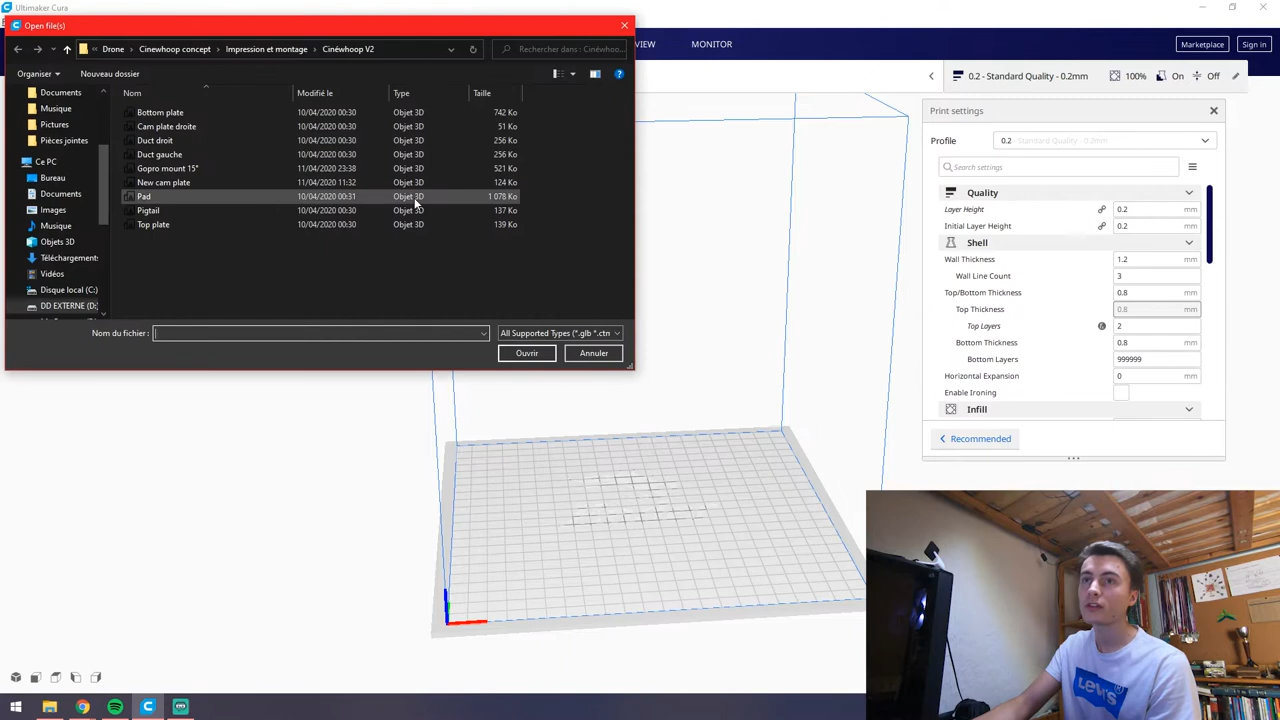 Ultimaker Cura
Open file(s)
Drone > Cinewhoop concept > Impression et montage > Cinéwhoop V2
Rechercher dans : Cinéwhoo...
VIEW MONITOR
Marketplace
Sign in
Organiser
Nouveau dossier
0.2 - Standard Quality - 0.2mm
100%
On
Off
Documents
Musique
Pictures
Pièces jointes
Ce PC
Bureau
Documents
Images
Musique
Objets 3D
Téléchargements
Vidéos
Disque local (C:)
DD EXTERNE (D:)
Nom Modifié le Type Taille
Bottom plate 10/04/2020 00:30 Objet 3D 742 Ko
Cam plate droite 10/04/2020 00:30 Objet 3D 51 Ko
Duct droit 10/04/2020 00:30 Objet 3D 256 Ko
Duct gauche 10/04/2020 00:30 Objet 3D 256 Ko
Gopro mount 15° 11/04/2020 23:38 Objet 3D 521 Ko
New cam plate 11/04/2020 11:32 Objet 3D 124 Ko
Pad 10/04/2020 00:31 Objet 3D 1 078 Ko
Pigtail 10/04/2020 00:30 Objet 3D 137 Ko
Top plate 10/04/2020 00:30 Objet 3D 139 Ko
Nom du fichier :
All Supported Types (*.glb *.ctm
Ouvrir
Annuler
Print settings
Profile 0.2 Standard Quality - 0.2mm
Search settings
Quality
Layer Height 0.2 mm
Initial Layer Height 0.2 mm
Shell
Wall Thickness 1.2 mm
Wall Line Count 3
Top/Bottom Thickness 0.8 mm
Top Thickness 0.8 mm
Top Layers 2
Bottom Thickness 0.8 mm
Bottom Layers 999999
Horizontal Expansion 0 mm
Enable Ironing
Infill
Recommended
Levi's